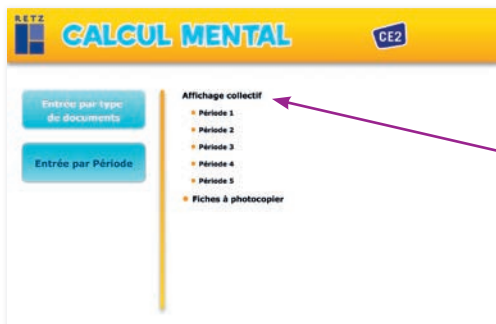 RETZ
CALCUL MENTAL
CE2
Entrée par type
de documents
Entrée par Période
Affichage collectif
Période 1
Période 2
Période 3
Période 4
Période 5
Fiches à photocopier